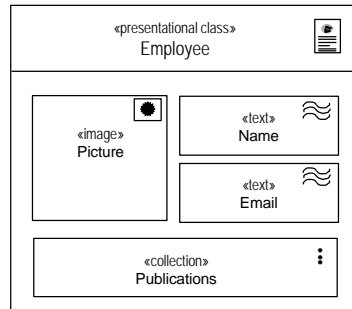 «presentational class»
Employee
«image»
Picture
«text»
Name
«text»
Email
«collection»
Publications